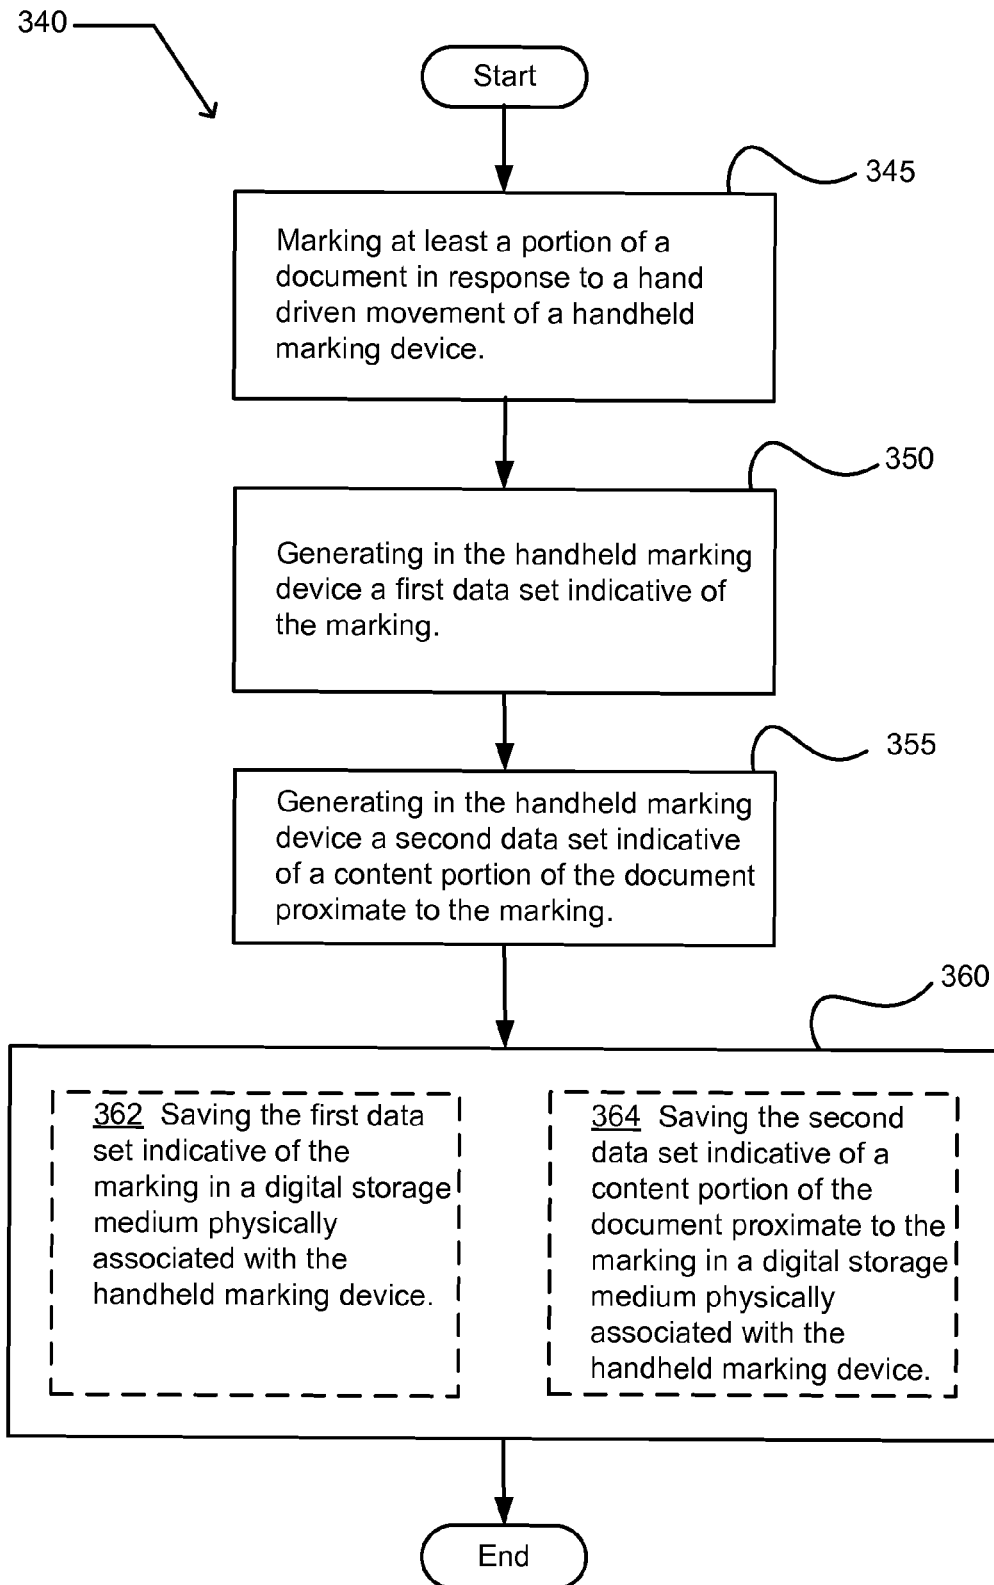 340
Start
345
Marking at least a portion of a
document in response to a hand
driven movement of a handheld
marking device.
350
Generating in the handheld marking
device a first data set indicative of
the marking.
355
Generating in the handheld marking
device a second data set indicative
of a content portion of the document
proximate to the marking.
360
362 Saving the first data
set indicative of the
marking in a digital storage
medium physically
associated with the
handheld marking device.
364 Saving the second
data set indicative of a
content portion of the
document proximate to the
marking in a digital storage
medium physically
associated with the
handheld marking device.
End